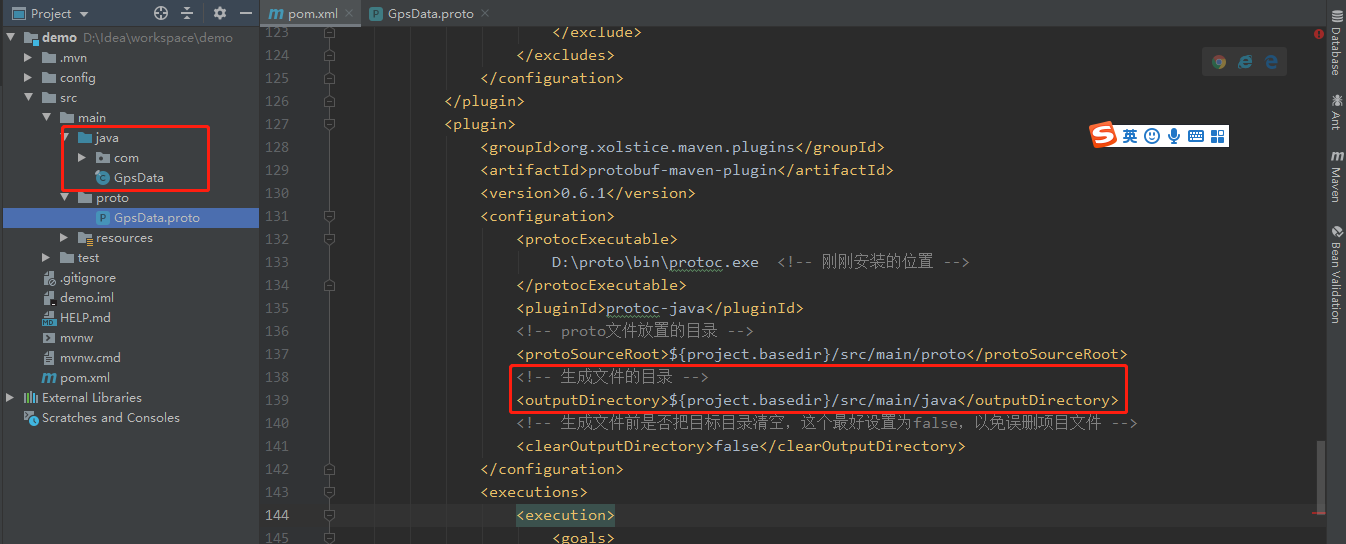 Project
pom.xml
GpsData.proto
demo D:\Idea\workspace\demo
.mvn
config
src
main
java
com
GpsData
proto
GpsData.proto
resources
test
.gitignore
demo.iml
HELP.md
mvnw
mvnw.cmd
pom.xml
External Libraries
Scratches and Consoles
123 </exclude>
124 </excludes>
125 </configuration>
126 </plugin>
127 <plugin>
128 <groupId>org.xolstice.maven.plugins</groupId>
129 <artifactId>protobuf-maven-plugin</artifactId>
130 <version>0.6.1</version>
131 <configuration>
132 <protocExecutable>
133 D:\proto\bin\protoc.exe <!-- 刚刚安装的位置 -->
134 </protocExecutable>
135 <pluginId>protoc-java</pluginId>
136 <!-- proto文件放置的目录 -->
137 <protoSourceRoot>${project.basedir}/src/main/proto</protoSourceRoot>
138 <!-- 生成文件的目录 -->
139 <outputDirectory>${project.basedir}/src/main/java</outputDirectory>
140 <!-- 生成文件前是否把目标目录清空，这个最好设置为false，以免误删项目文件 -->
141 <clearOutputDirectory>false</clearOutputDirectory>
142 </configuration>
143 <executions>
144 <execution>
145 <goals>
英
Database
Ant
Maven
Bean Validation